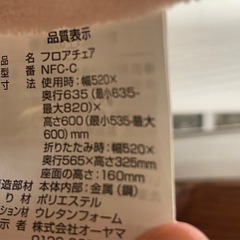 品質表示
品名 フロアチェア
型 NFC-C
寸 使用時：幅520×
奥行635（最小635-
最大820）×
高さ600（最小535-最大
600）mm
折りたたみ時：幅520×
奥行565×高さ325mm
座面の高さ：160mm
構造部材 本体内部：金属（鋼）
張り材 ポリエステル
クッション材 ウレタンフォーム
表示者 株式会社オーヤマ